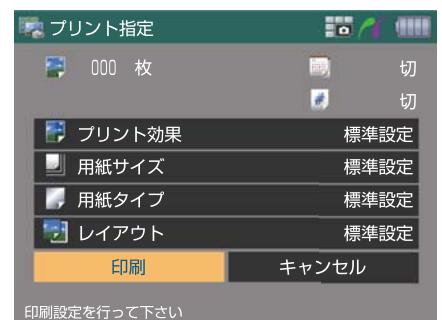 プリント指定
000 枚 切
切
プリント効果 標準設定
用紙サイズ 標準設定
用紙タイプ 標準設定
レイアウト 標準設定
印刷 キャンセル
印刷設定を行って下さい